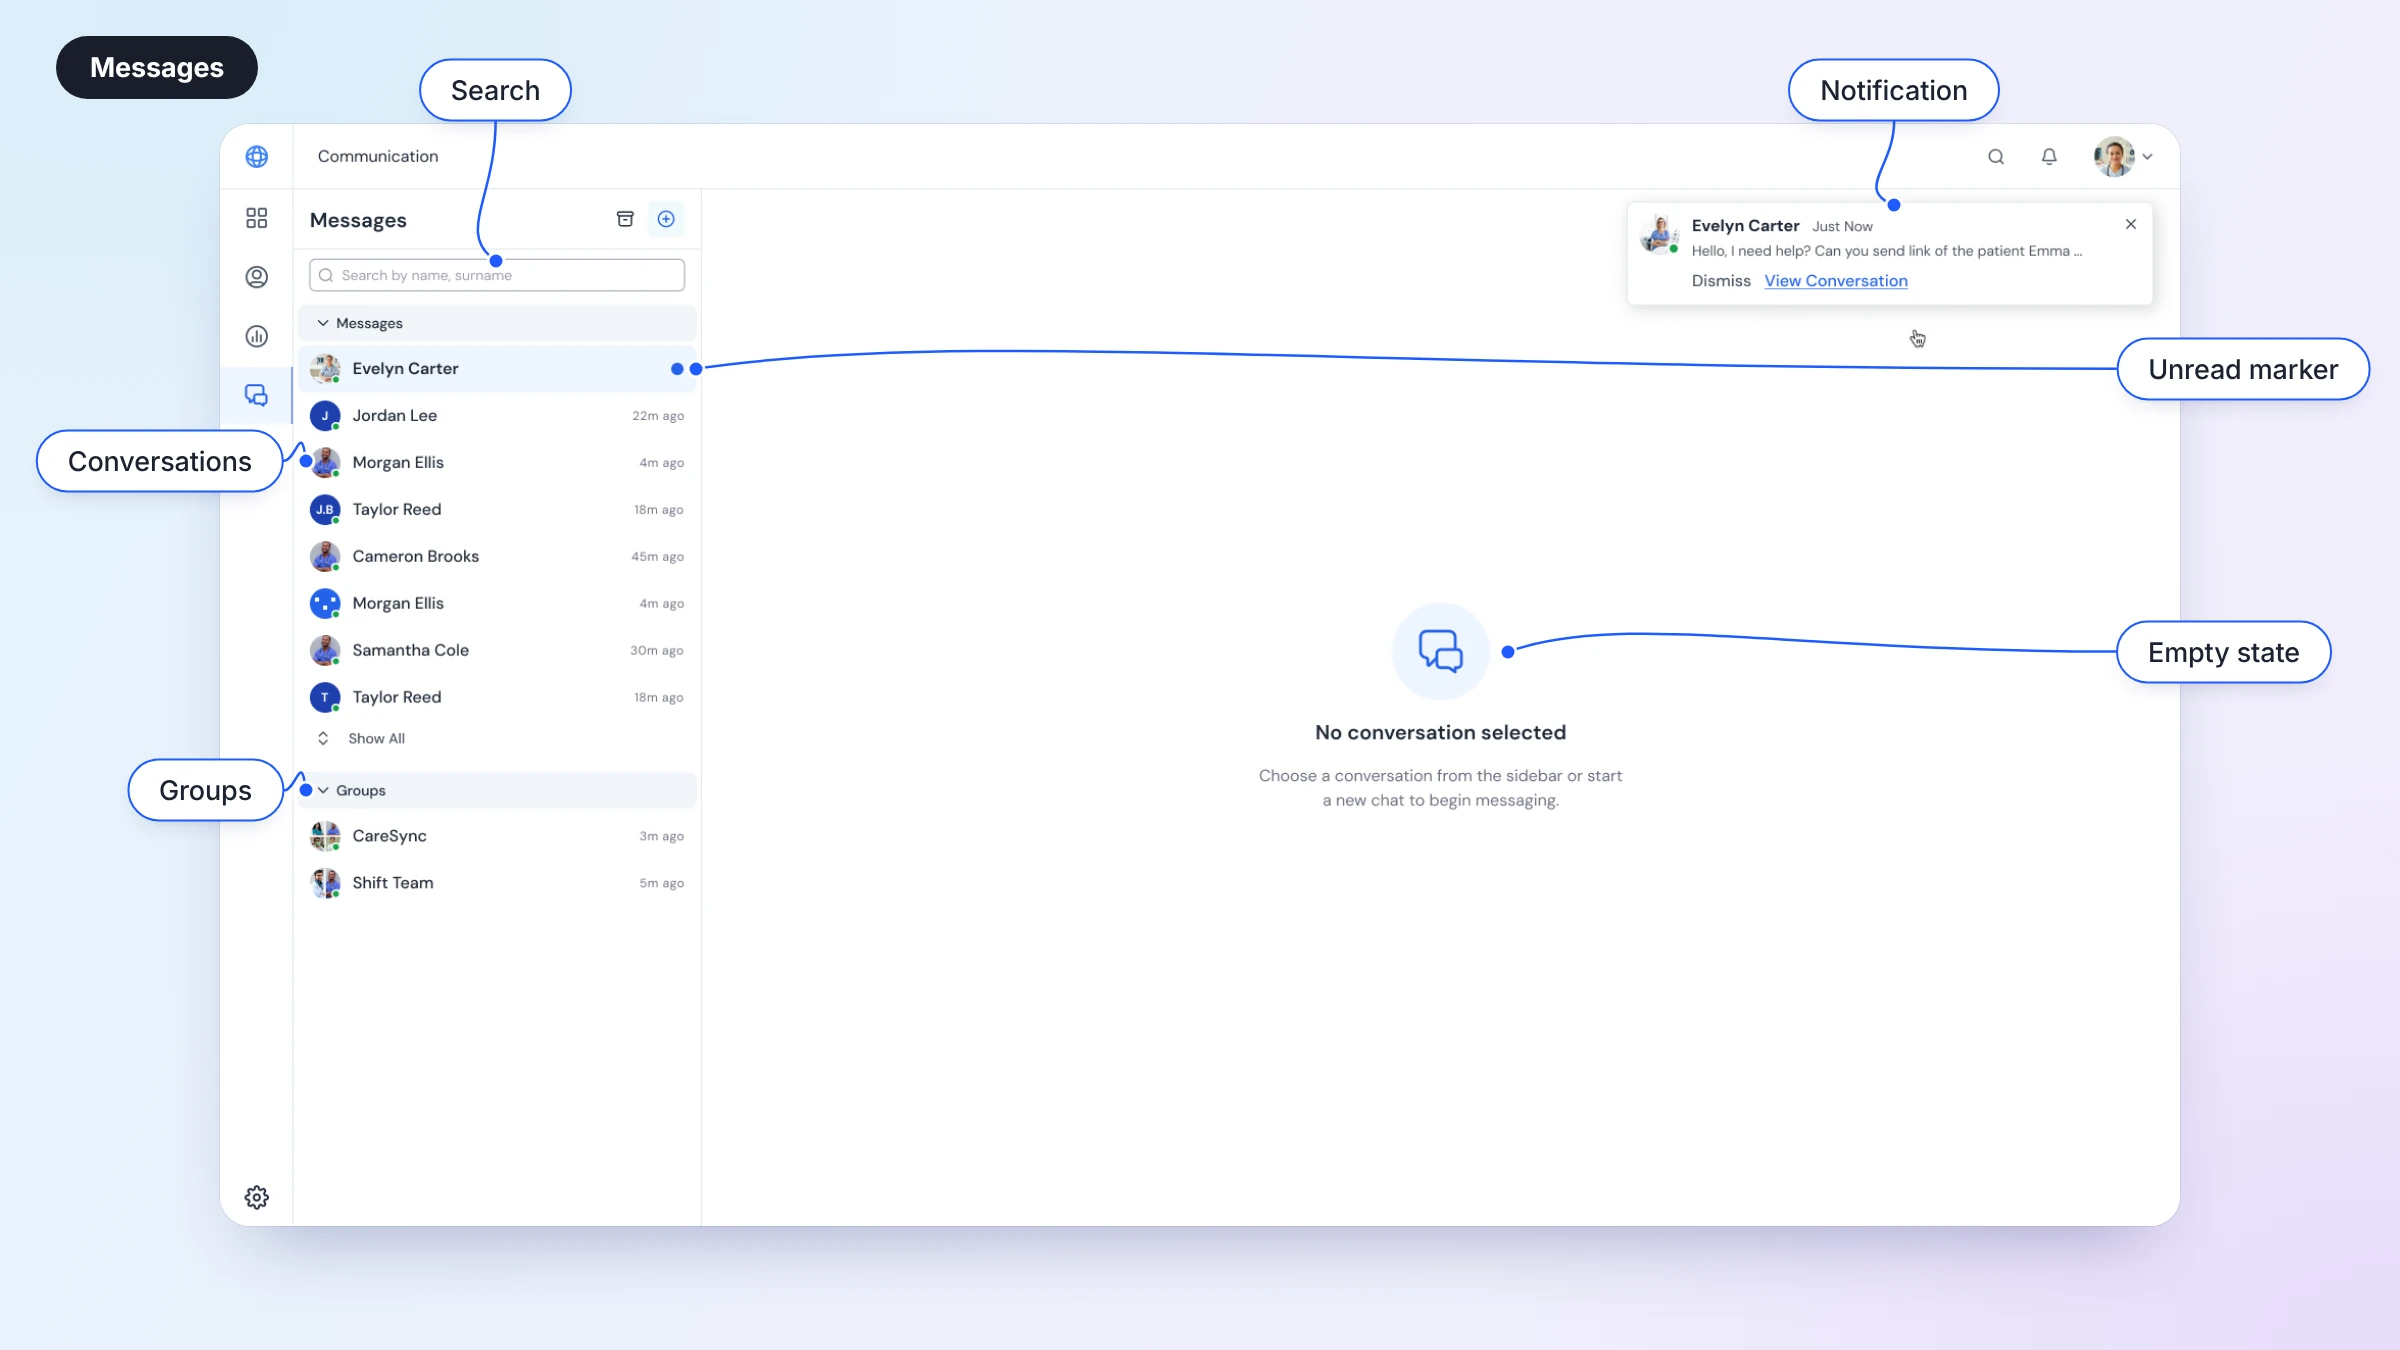 Messages
Search
Notification
Communication
Messages
Search by name, surname
Evelyn Carter Just Now
Hello, I need help? Can you send link of the patient Emma ...
Dismiss View Conversation
Messages
Evelyn Carter
Unread marker
J Jordan Lee 22m ago
Conversations
Morgan Ellis 4m ago
J.B Taylor Reed 18m ago
Cameron Brooks 45m ago
Morgan Ellis 4m ago
Samantha Cole 30m ago
T Taylor Reed 18m ago
Show All
Empty state
No conversation selected
Choose a conversation from the sidebar or start
a new chat to begin messaging.
Groups
Groups
CareSync 3m ago
Shift Team 5m ago